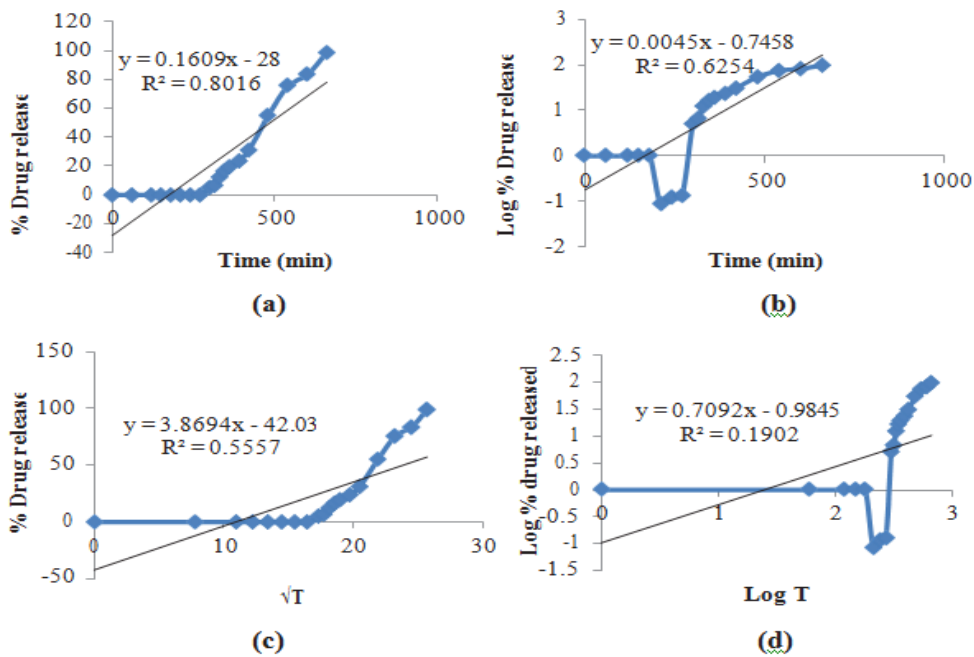 120
100
80
60
40
20
0
-20
-40
% Drug release
y = 0.1609x - 28
R² = 0.8016
0 500 1000
Time (min)
(a)
3
2
1
0
-1
-2
Log % Drug release
y = 0.0045x - 0.7458
R² = 0.6254
0 500 1000
Time (min)
(b)
150
100
50
0
-50
% Drug release
y = 3.8694x - 42.03
R² = 0.5557
0 10 20 30
√T
(c)
2.5
2
1.5
1
0.5
0
-0.5
-1
-1.5
Log % drug released
y = 0.7092x - 0.9845
R² = 0.1902
0 1 2 3
Log T
(d)